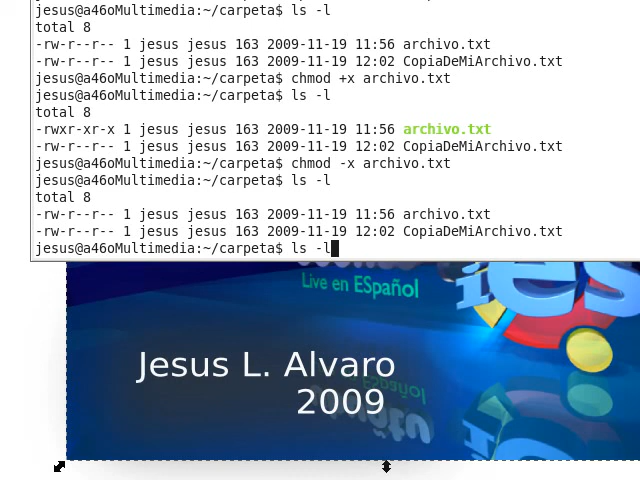 jesus@a46oMultimedia:~/carpeta$ ls -l
total 8
-rw-r--r-- 1 jesus jesus 163 2009-11-19 11:56 archivo.txt
-rw-r--r-- 1 jesus jesus 163 2009-11-19 12:02 CopiaDeMiArchivo.txt
jesus@a46oMultimedia:~/carpeta$ chmod +x archivo.txt
jesus@a46oMultimedia:~/carpeta$ ls -l
total 8
-rwxr-xr-x 1 jesus jesus 163 2009-11-19 11:56 archivo.txt
-rw-r--r-- 1 jesus jesus 163 2009-11-19 12:02 CopiaDeMiArchivo.txt
jesus@a46oMultimedia:~/carpeta$ chmod -x archivo.txt
jesus@a46oMultimedia:~/carpeta$ ls -l
total 8
-rw-r--r-- 1 jesus jesus 163 2009-11-19 11:56 archivo.txt
-rw-r--r-- 1 jesus jesus 163 2009-11-19 12:02 CopiaDeMiArchivo.txt
jesus@a46oMultimedia:~/carpeta$ ls -l
Live en ESpañol
ies
Jesus L. Alvaro
2009